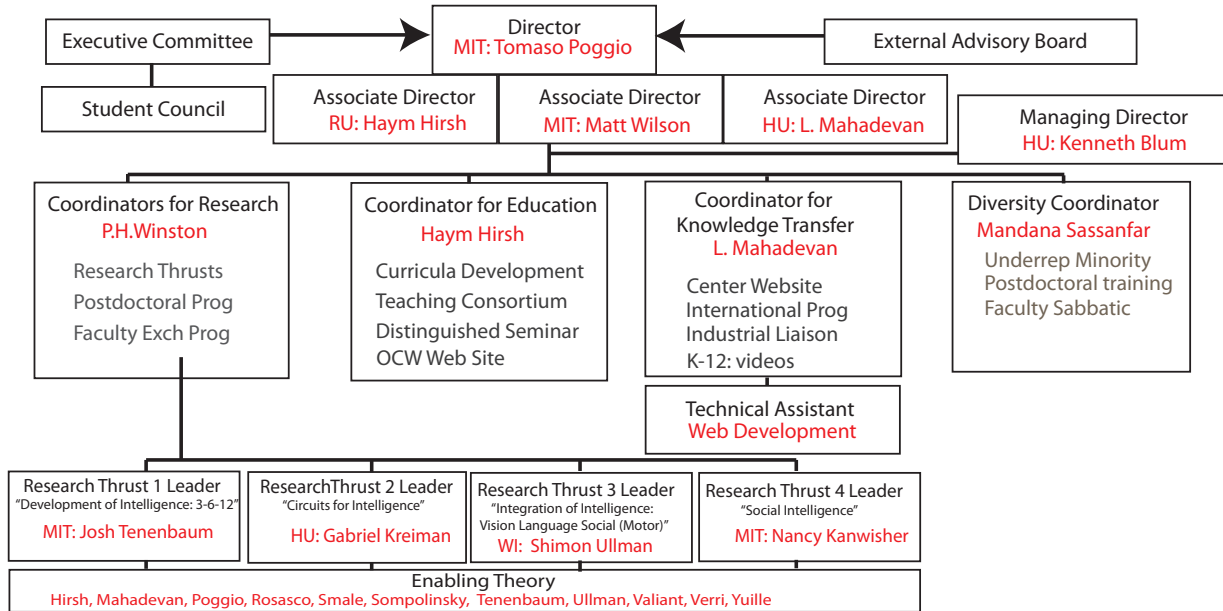 Director
MIT: Tomaso Poggio
Executive Committee
External Advisory Board
Student Council
Associate Director
RU: Haym Hirsh
Associate Director
MIT: Matt Wilson
Associate Director
HU: L. Mahadevan
Managing Director
HU: Kenneth Blum
Coordinators for Research
P.H.Winston
Research Thrusts
Postdoctoral Prog
Faculty Exch Prog
Coordinator for Education
Haym Hirsh
Curricula Development
Teaching Consortium
Distinguished Seminar
OCW Web Site
Coordinator for
Knowledge Transfer
L. Mahadevan
Center Website
International Prog
Industrial Liaison
K-12: videos
Diversity Coordinator
Mandana Sassanfar
Underrep Minority
Postdoctoral training
Faculty Sabbatic
Technical Assistant
Web Development
Research Thrust 1 Leader
“Development of Intelligence: 3-6-12”
MIT: Josh Tenenbaum
ResearchThrust 2 Leader
“Circuits for Intelligence”
HU: Gabriel Kreiman
Research Thrust 3 Leader
“Integration of Intelligence:
Vision Language Social (Motor)”
WI: Shimon Ullman
Research Thrust 4 Leader
“Social Intelligence”
MIT: Nancy Kanwisher
Enabling Theory
Hirsh, Mahadevan, Poggio, Rosasco, Smale, Sompolinsky, Tenenbaum, Ullman, Valiant, Verri, Yuille